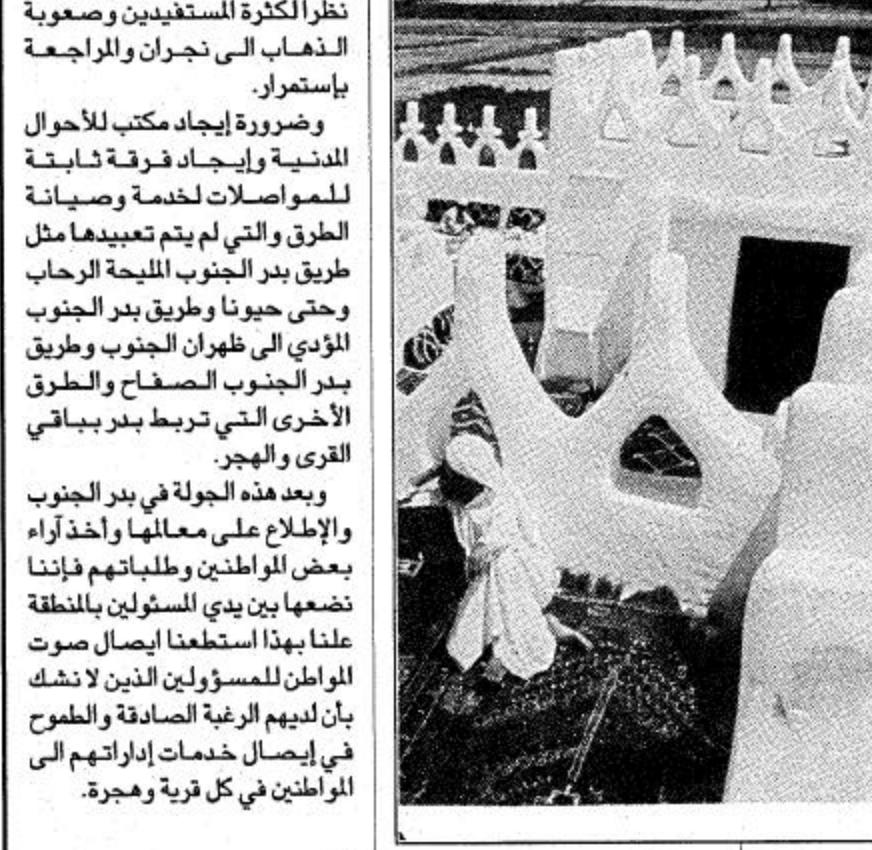 نظرا لكثرة المستفيدين وصعوبة
الذهاب الى نجران والمراجعة
بإستمرار.
وضرورة إيجاد مكتب للأحوال
المدنية وإيجاد فرقة ثابتة
للمواصلات لخدمة وصيانة
الطرق والتي لم يتم تعبيدها مثل
طريق بدر الجنوب المليحة الرحاب
وحتى حيونا وطريق بدر الجنوب
المؤدي الى ظهران الجنوب وطريق
بدر الجنوب الصفاح والطرق
الأخرى التي تربط بدر بباقي
القرى والهجر.
وبعد هذه الجولة في بدر الجنوب
والإطلاع على معالمها وأخذ آراء
بعض المواطنين وطلباتهم فإننا
نضعها بين يدي المسئولين بالمنطقة
علنا بهذا استطعنا ايصال صوت
المواطن للمسؤولين الذين لا نشك
بأن لديهم الرغبة الصادقة والطموح
في إيصال خدمات إداراتهم الى
المواطنين في كل قرية وهجرة.